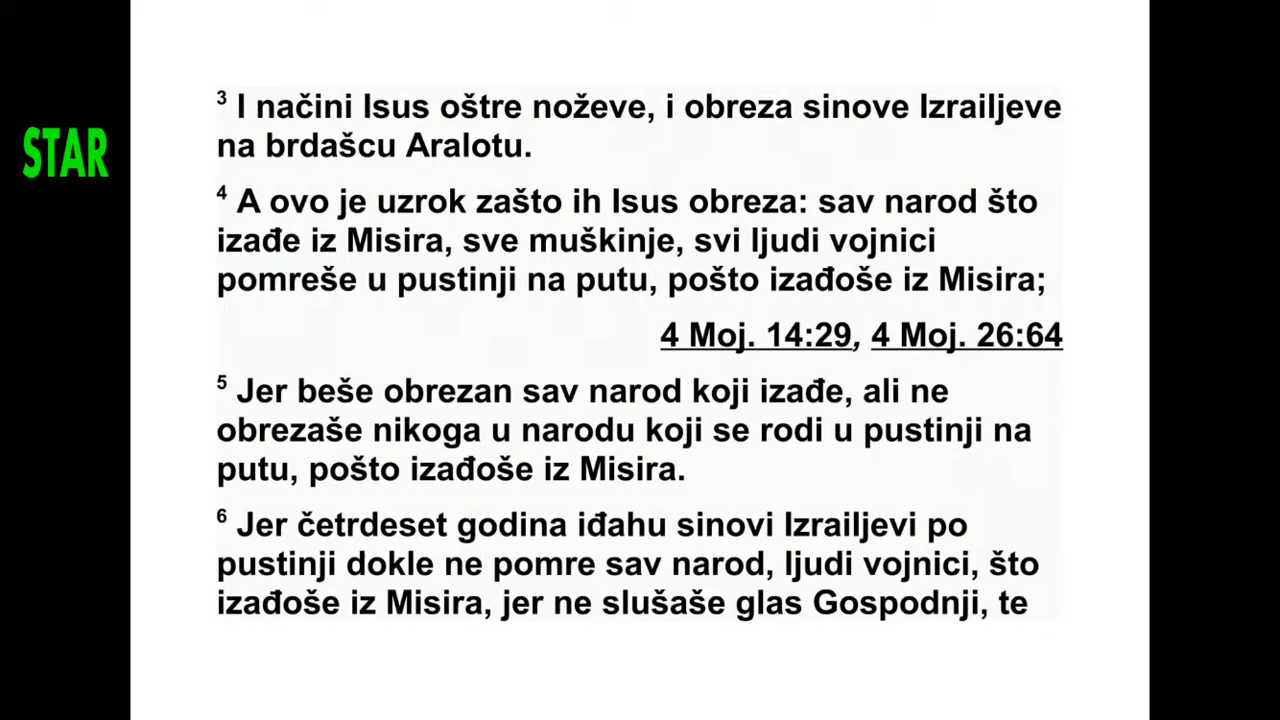 STAR
3 I načini Isus oštre noževe, i obreza sinove Izrailjeve
na brdašcu Aralotu.
4 A ovo je uzrok zašto ih Isus obreza: sav narod što
izađe iz Misira, sve muškinje, svi ljudi vojnici
pomreše u pustinji na putu, pošto izađoše iz Misira;
4 Moj. 14:29, 4 Moj. 26:64
5 Jer beše obrezan sav narod koji izađe, ali ne
obrezaše nikoga u narodu koji se rodi u pustinji na
putu, pošto izađoše iz Misira.
6 Jer četrdeset godina iđahu sinovi Izrailjevi po
pustinji dokle ne pomre sav narod, ljudi vojnici, što
izađoše iz Misira, jer ne slušaše glas Gospodnji, te